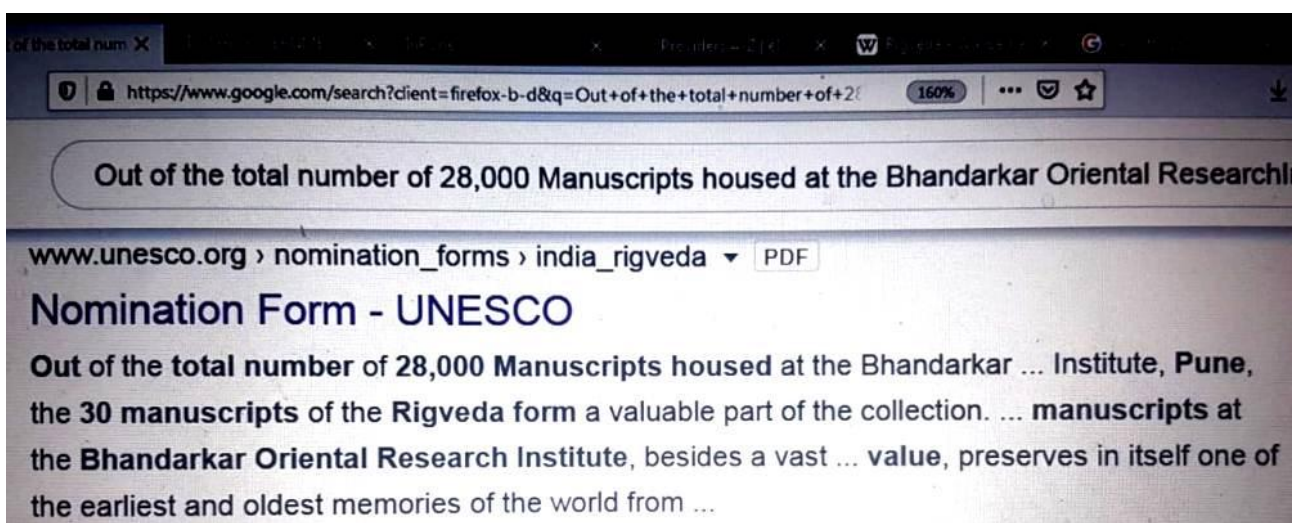 of the total num
https://www.google.com/search?client=firefox-b-d&q=Out+of+the+total+number+of+28
160%
Out of the total number of 28,000 Manuscripts housed at the Bhandarkar Oriental ResearchI
www.unesco.org › nomination_forms › india_rigveda PDF
Nomination Form - UNESCO
Out of the total number of 28,000 Manuscripts housed at the Bhandarkar ... Institute, Pune,
the 30 manuscripts of the Rigveda form a valuable part of the collection. ... manuscripts at
the Bhandarkar Oriental Research Institute, besides a vast ... value, preserves in itself one of
the earliest and oldest memories of the world from ...